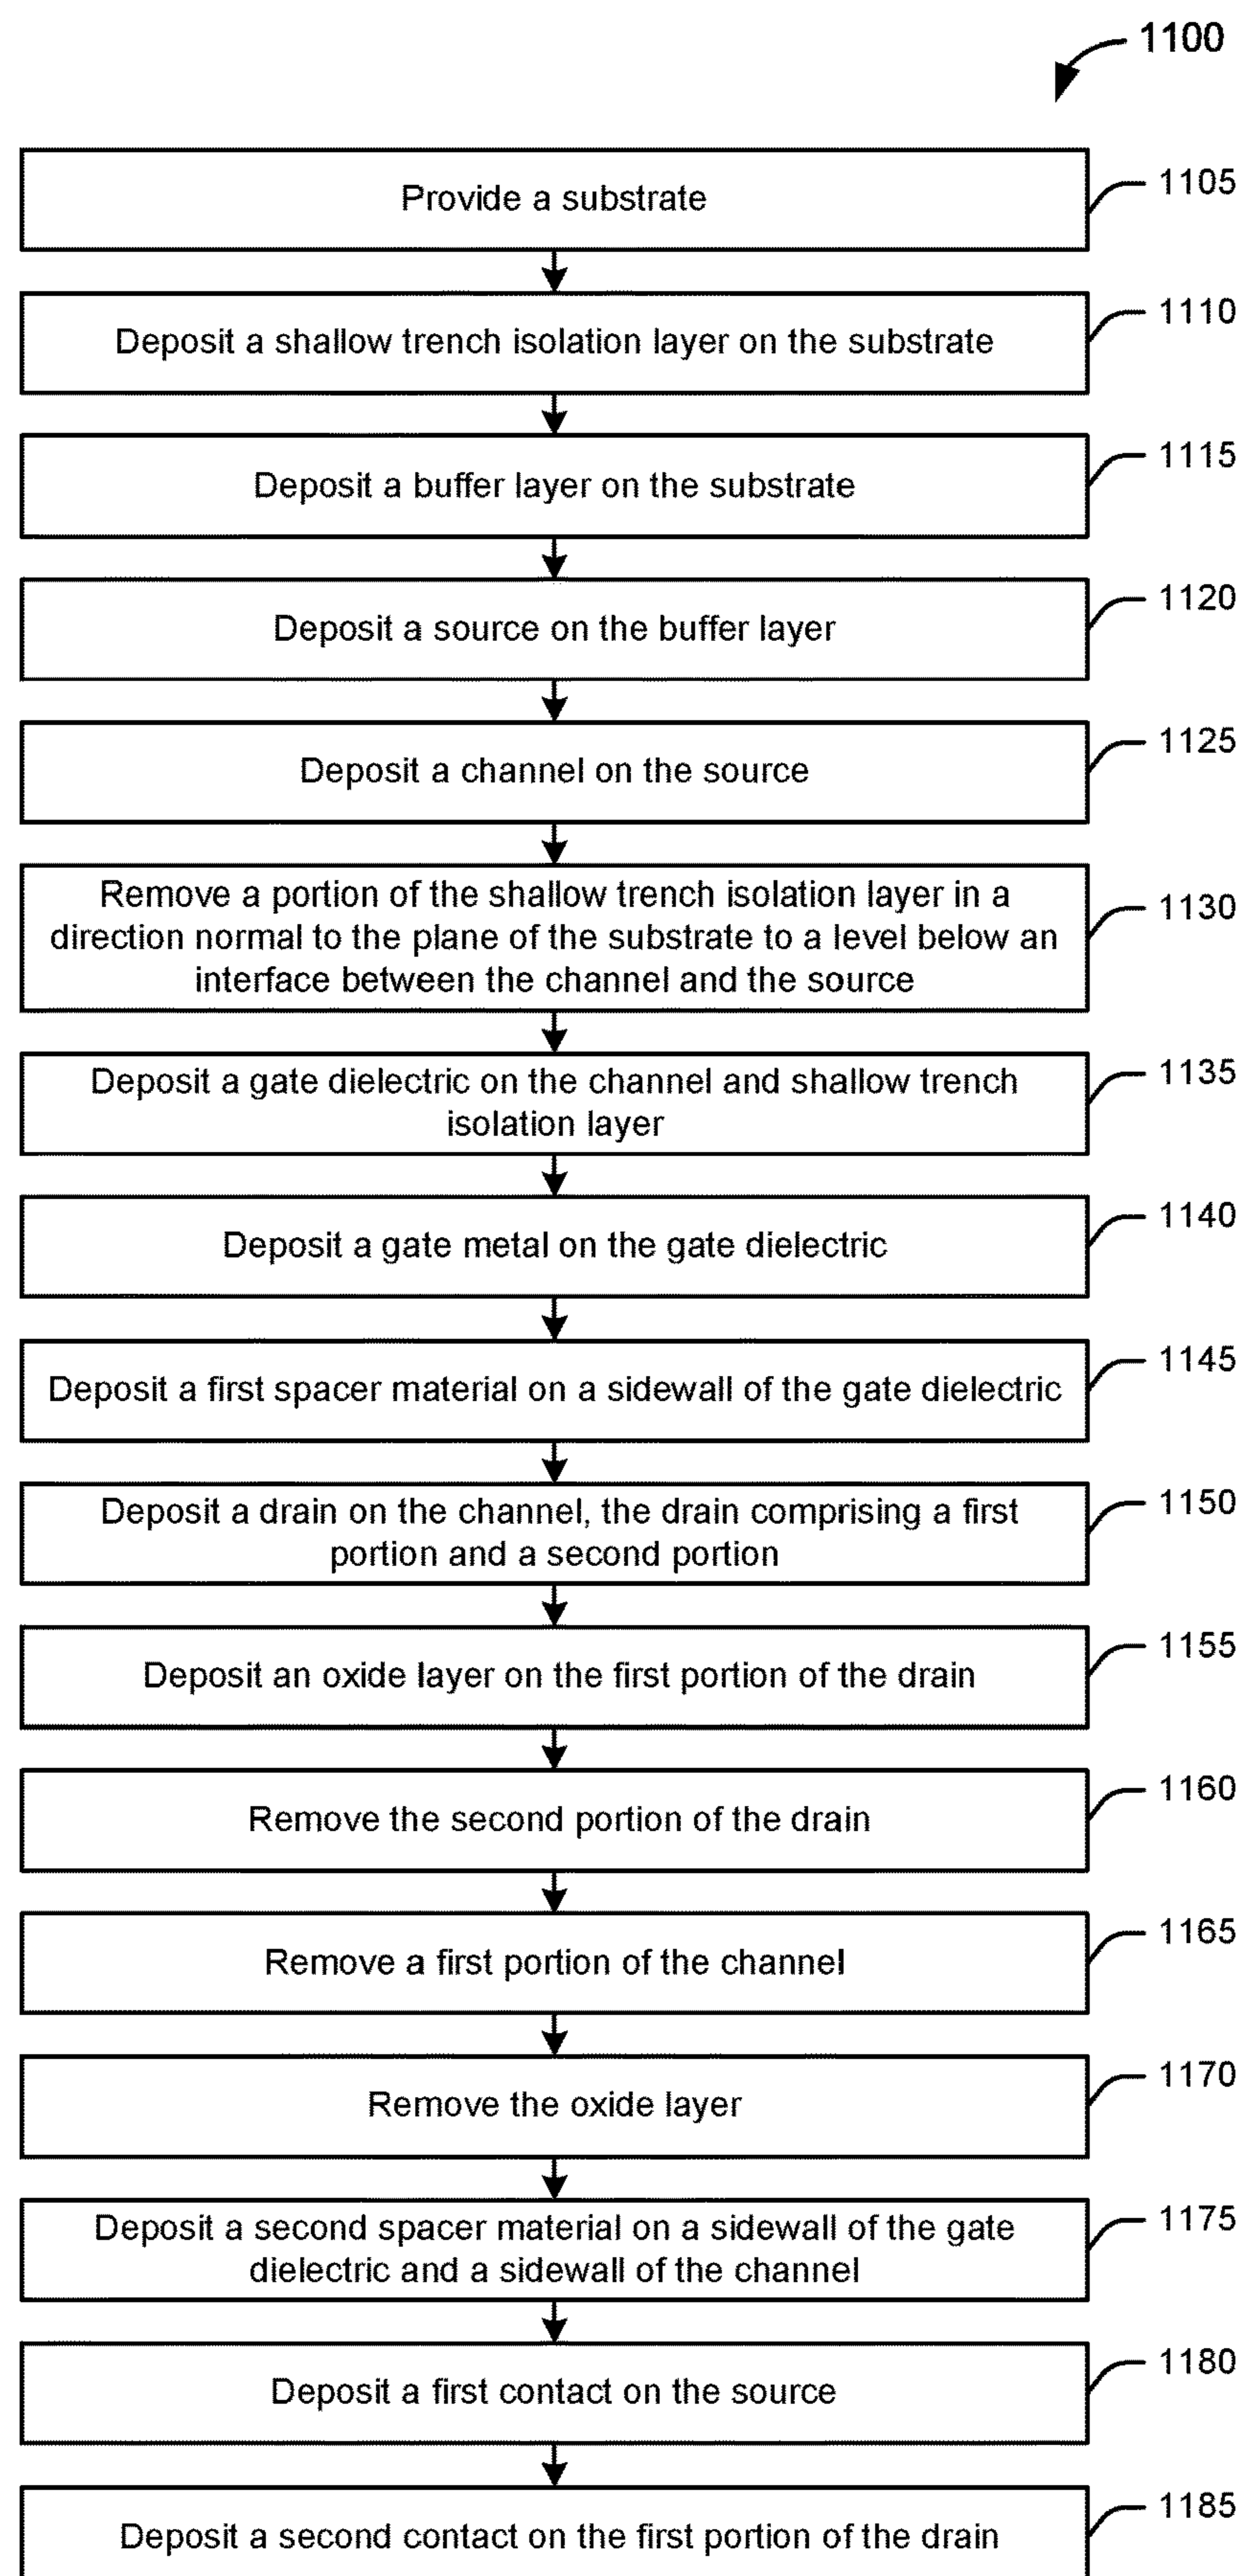 1100
Provide a substrate
1105
Deposit a shallow trench isolation layer on the substrate
1110
Deposit a buffer layer on the substrate
1115
Deposit a source on the buffer layer
1120
Deposit a channel on the source
1125
Remove a portion of the shallow trench isolation layer in a
direction normal to the plane of the substrate to a level below an
interface between the channel and the source
1130
Deposit a gate dielectric on the channel and shallow trench
isolation layer
1135
Deposit a gate metal on the gate dielectric
1140
Deposit a first spacer material on a sidewall of the gate dielectric
1145
Deposit a drain on the channel, the drain comprising a first
portion and a second portion
1150
Deposit an oxide layer on the first portion of the drain
1155
Remove the second portion of the drain
1160
Remove a first portion of the channel
1165
Remove the oxide layer
1170
Deposit a second spacer material on a sidewall of the gate
dielectric and a sidewall of the channel
1175
Deposit a first contact on the source
1180
Deposit a second contact on the first portion of the drain
1185